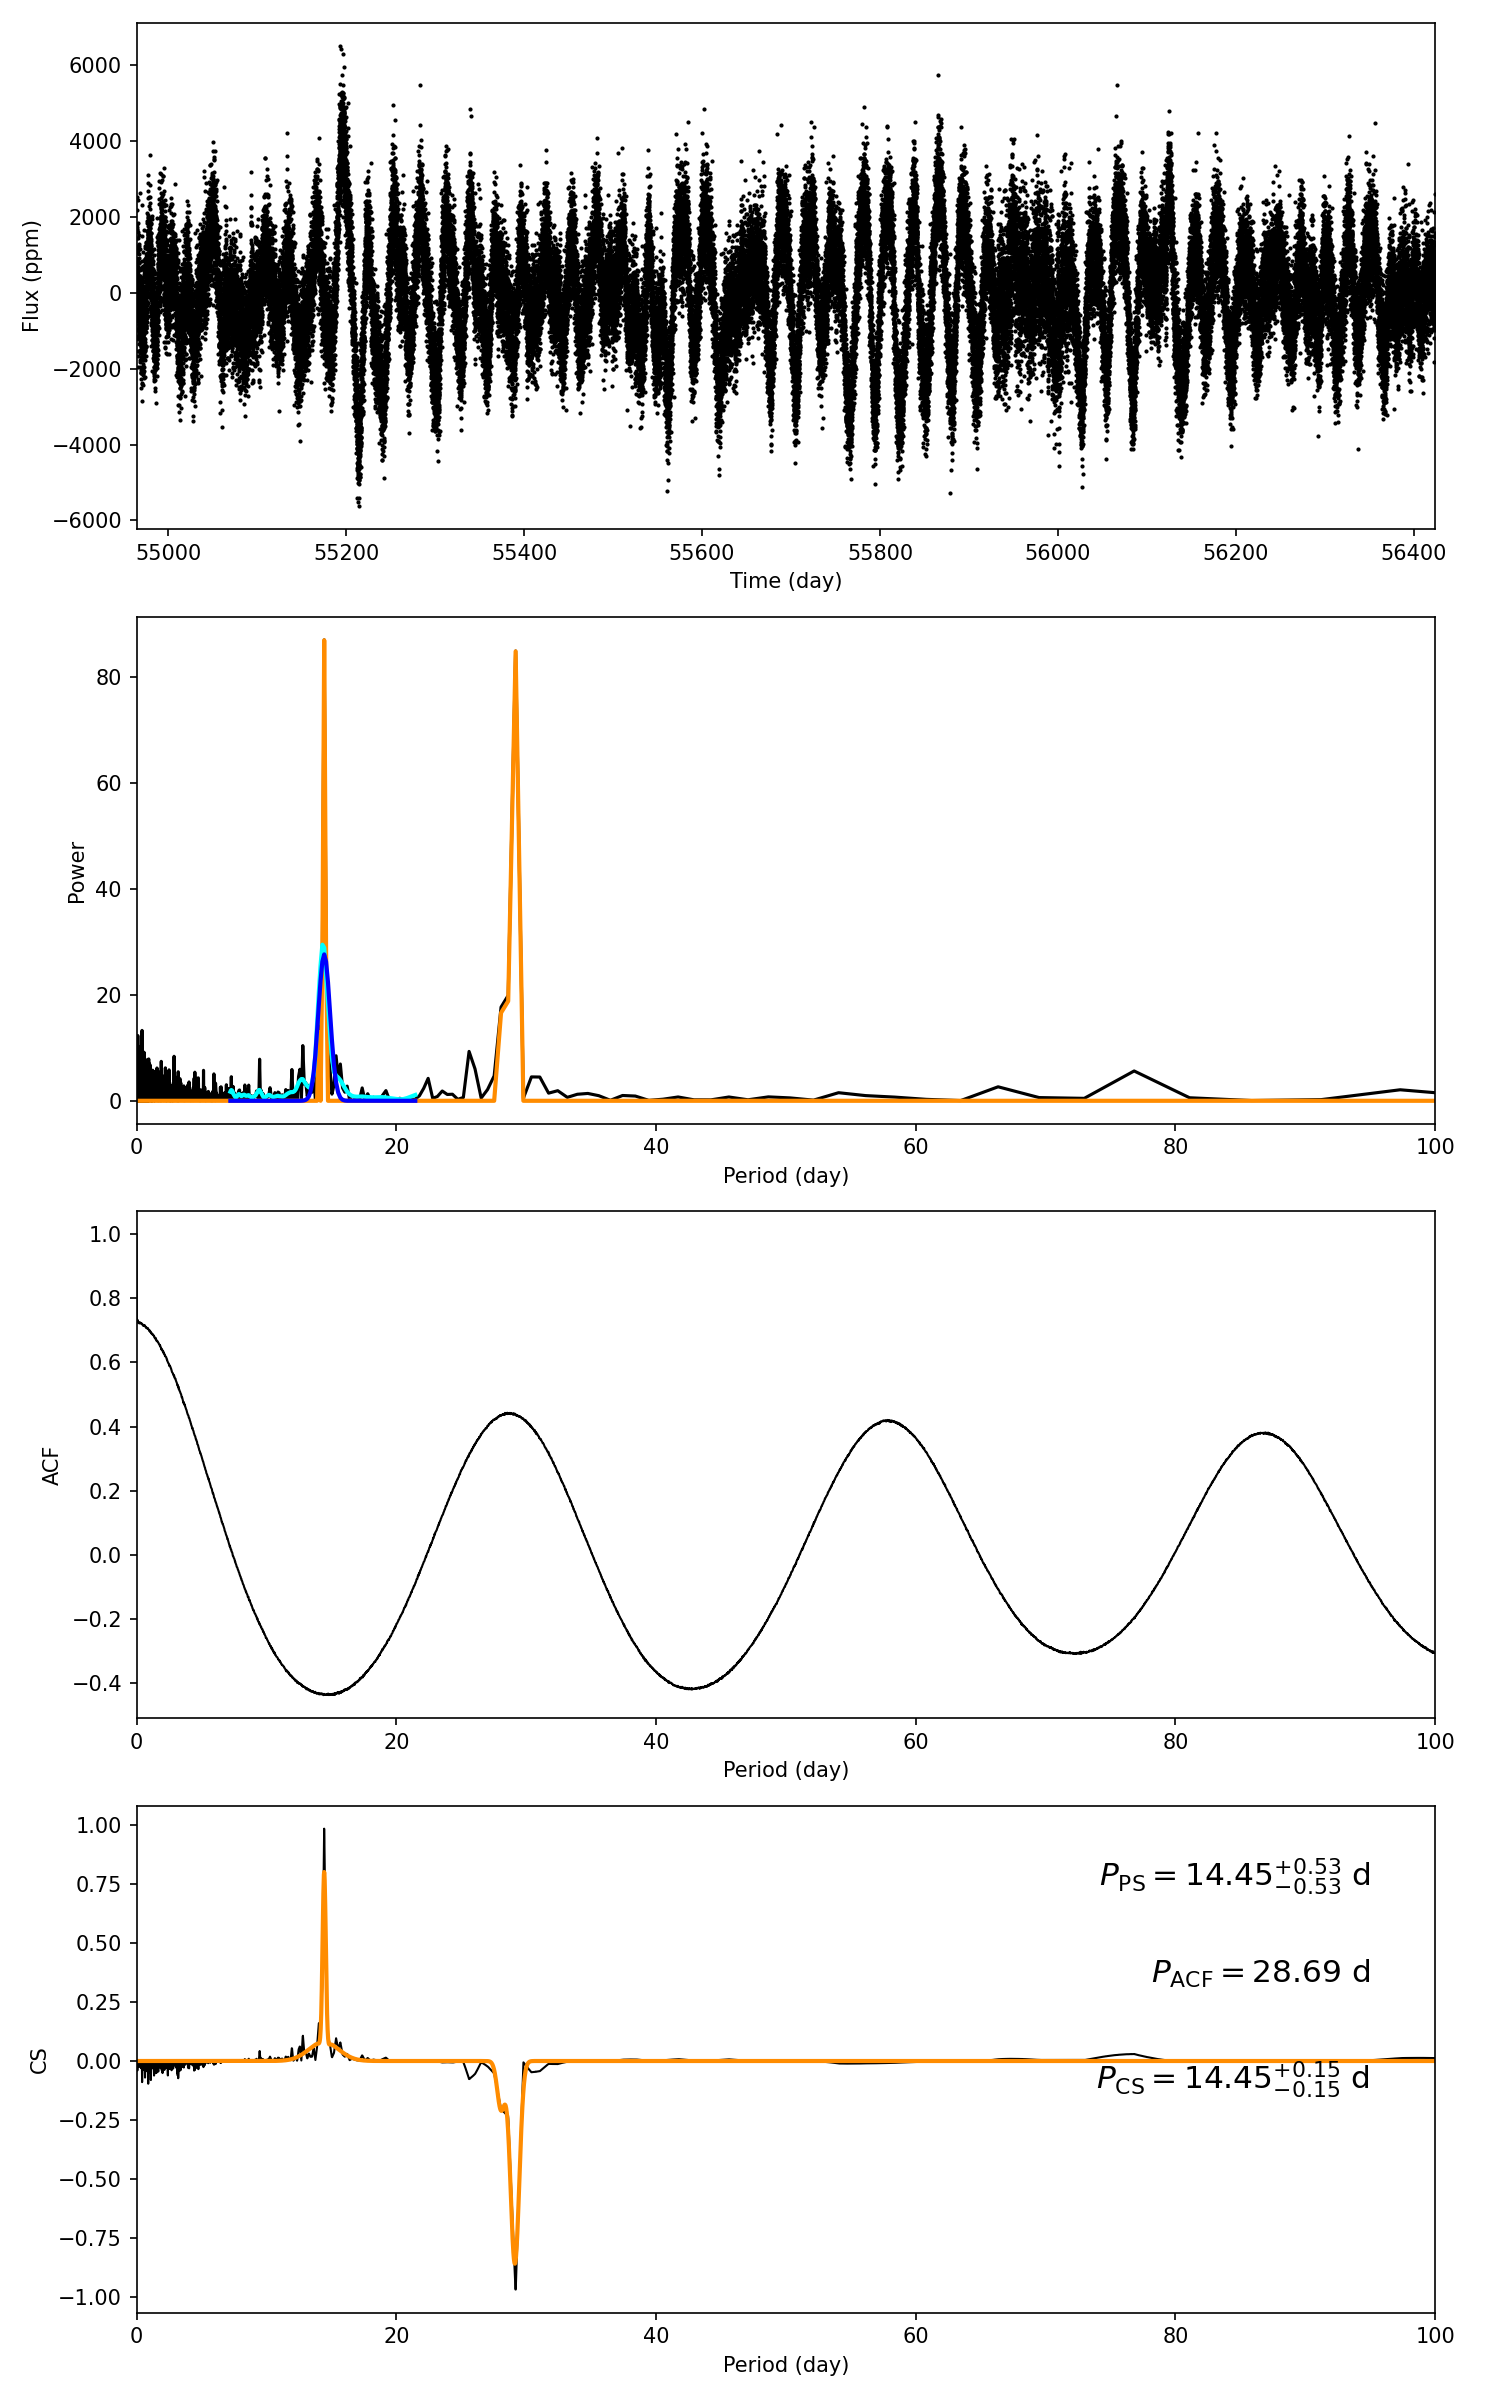 6000
4000
2000
0
−2000
−4000
−6000
Flux (ppm)
55000 55200 55400 55600 55800 56000 56200 56400
Time (day)
80
60
40
20
0
Power
0 20 40 60 80 100
Period (day)
1.0
0.8
0.6
0.4
0.2
0.0
−0.2
−0.4
ACF
0 20 40 60 80 100
Period (day)
1.00
0.75
0.50
0.25
0.00
−0.25
−0.50
−0.75
−1.00
CS
P_PS = 14.45 +0.53 −0.53 d
P_ACF = 28.69 d
P_CS = 14.45 +0.15 −0.15 d
0 20 40 60 80 100
Period (day)